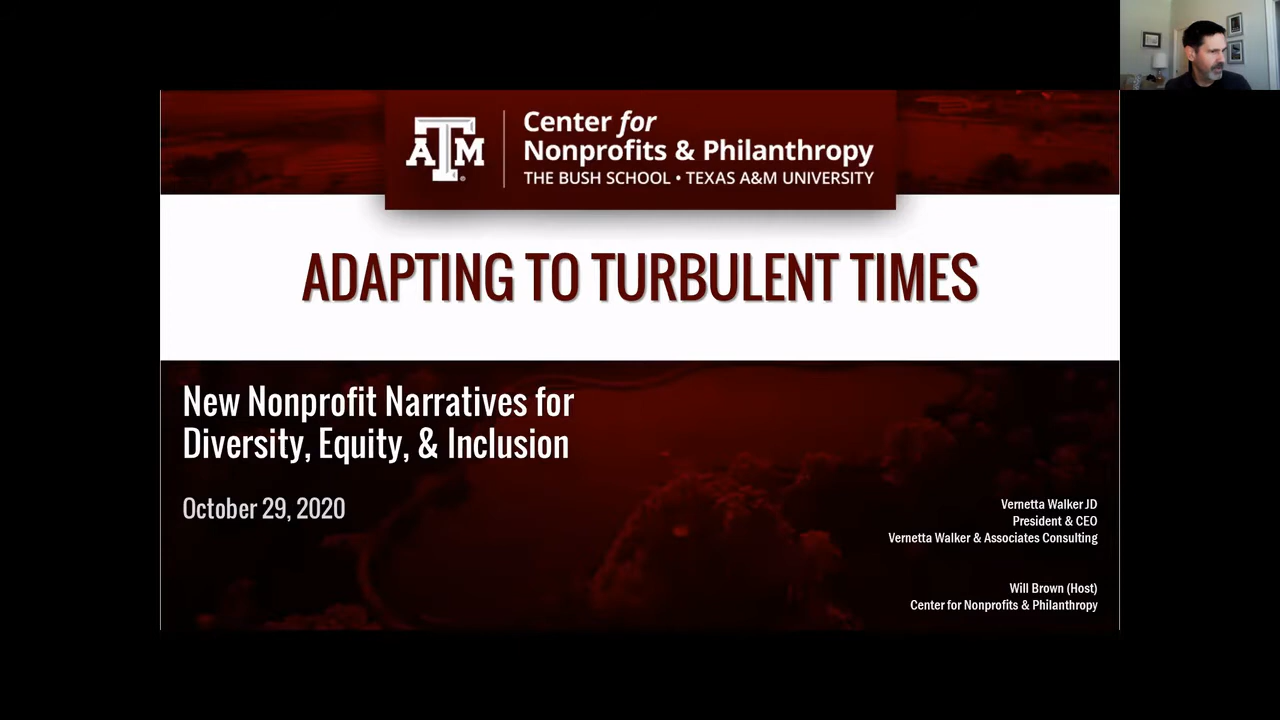 ATM
Center for
Nonprofits & Philanthropy
THE BUSH SCHOOL • TEXAS A&M UNIVERSITY
ADAPTING TO TURBULENT TIMES
New Nonprofit Narratives for
Diversity, Equity, & Inclusion
October 29, 2020
Vernetta Walker JD
President & CEO
Vernetta Walker & Associates Consulting
Will Brown (Host)
Center for Nonprofits & Philanthropy